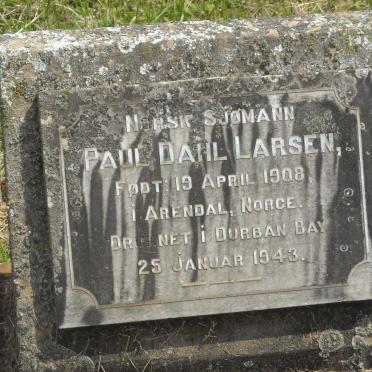 NORSK SJØMANN
PAUL DAHL LARSEN,
FØDT 19 APRIL 1908,
I ARENDAL, NORGE.
DRUKNET I DURBAN BAY
25 JANUAR 1943.